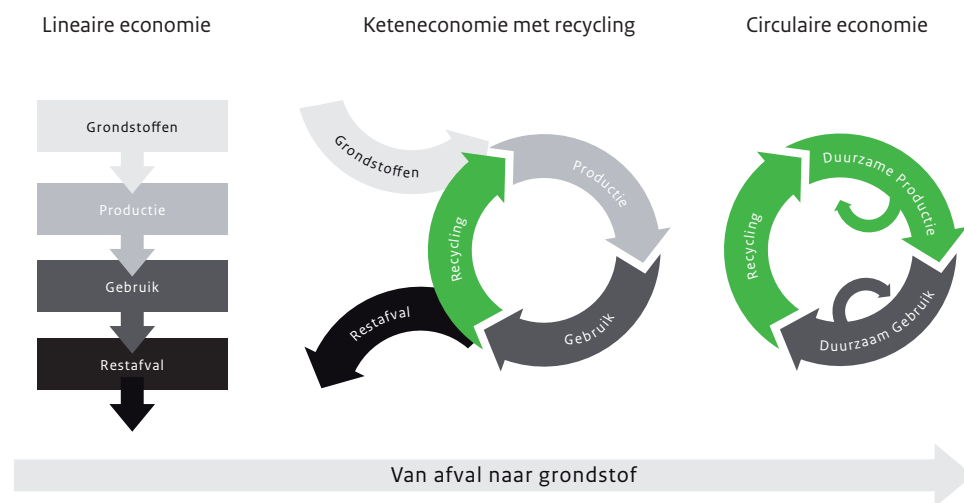 Lineaire economie
Grondstoffen
Productie
Gebruik
Restafval
Keteneconomie met recycling
Grondstoffen
Productie
Recycling
Restafval
Gebruik
Circulaire economie
Duurzame Productie
Recycling
Duurzaam Gebruik
Van afval naar grondstof